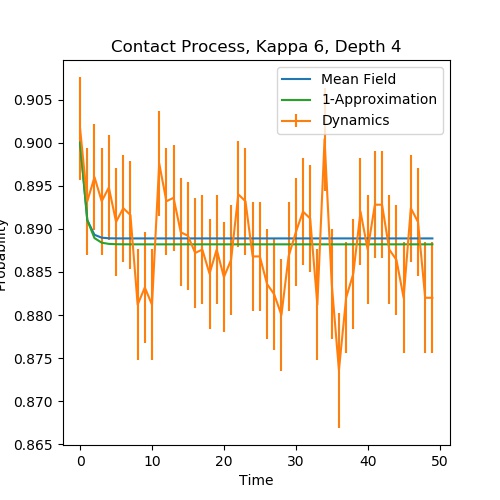 Contact Process, Kappa 6, Depth 4
Mean Field
1-Approximation
Dynamics
0.905
0.900
0.895
0.890
0.885
0.880
0.875
0.870
0.865
Probability
0 10 20 30 40 50
Time